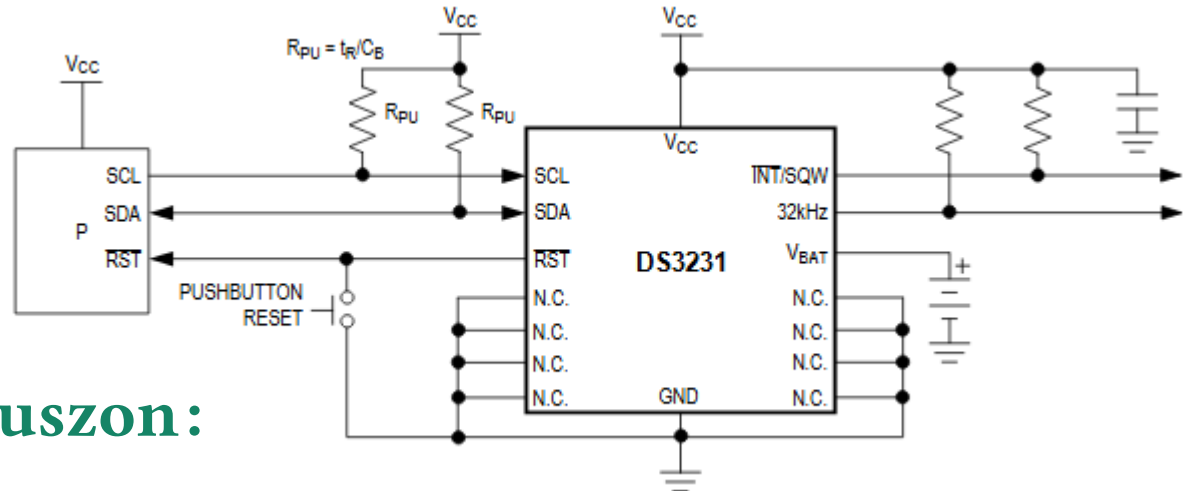 VCC
VCC
VCC
RPU = tR/CB
RPU
RPU
VCC
SCL
SCL
INT/SQW
SDA
SDA
32kHz
P
RST
RST
DS3231
VBAT
+
PUSHBUTTON
RESET
N.C.
N.C.
N.C.
N.C.
N.C.
N.C.
N.C.
N.C.
GND
uszon: